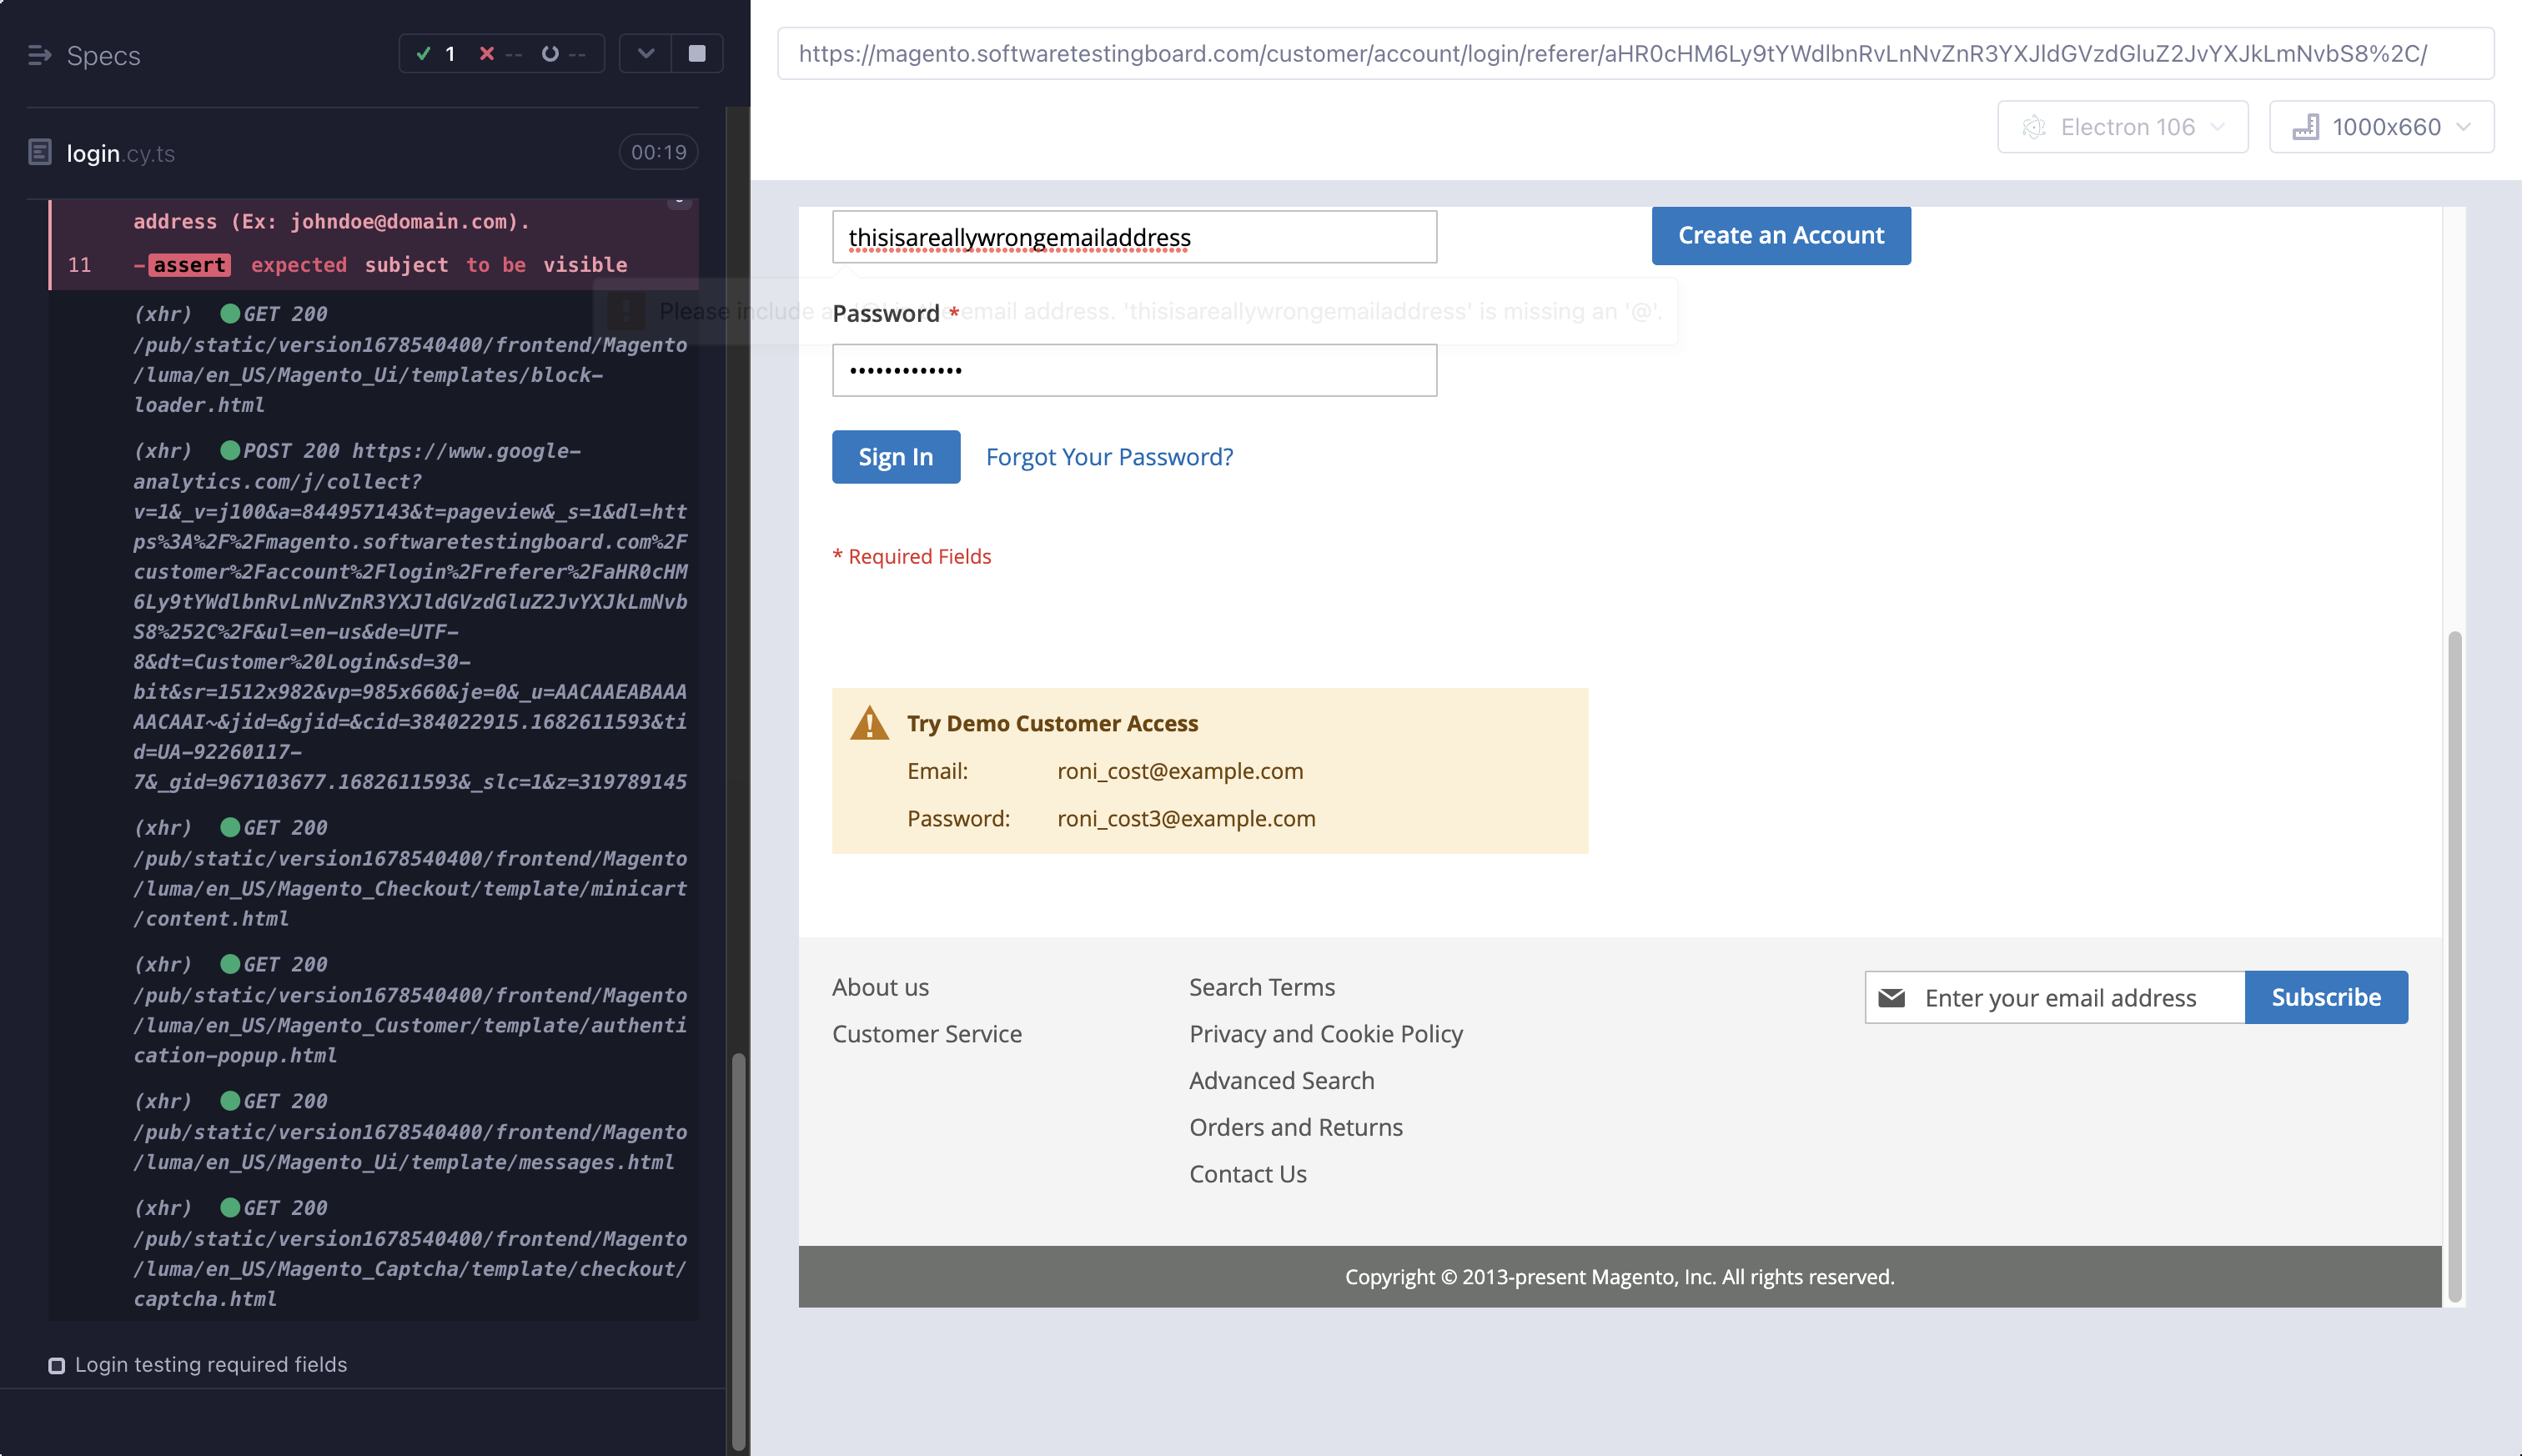 Specs
1 -- --
login.cy.ts
00:19
address (Ex: johndoe@domain.com).
11 -assert expected subject to be visible
(xhr) GET 200
/pub/static/version1678540400/frontend/Magento
/luma/en_US/Magento_Ui/templates/block-
loader.html
(xhr) POST 200 https://www.google-
analytics.com/j/collect?
v=1&_v=j100&a=844957143&t=pageview&_s=1&dl=htt
ps%3A%2F%2Fmagento.softwaretestingboard.com%2F
customer%2Faccount%2Flogin%2Freferer%2FaHR0cHM
6Ly9tYWdlbnRvLnNvZnR3YXJldGVzdGluZ2JvYXJkLmNvb
S8%252C%2F&ul=en-us&de=UTF-
8&dt=Customer%20Login&sd=30-
bit&sr=1512x982&vp=985x660&je=0&_u=AACAAEABAAAA
AACAAI~&jid=&gjid=&cid=384022915.1682611593&ti
d=UA-92260117-
7&_gid=967103677.1682611593&_slc=1&z=319789145
(xhr) GET 200
/pub/static/version1678540400/frontend/Magento
/luma/en_US/Magento_Checkout/template/minicart
/content.html
(xhr) GET 200
/pub/static/version1678540400/frontend/Magento
/luma/en_US/Magento_Customer/template/authenti
cation-popup.html
(xhr) GET 200
/pub/static/version1678540400/frontend/Magento
/luma/en_US/Magento_Ui/template/messages.html
(xhr) GET 200
/pub/static/version1678540400/frontend/Magento
/luma/en_US/Magento_Captcha/template/checkout/
captcha.html
Login testing required fields
https://magento.softwaretestingboard.com/customer/account/login/referer/aHR0cHM6Ly9tYWdlbnRvLnNvZnR3YXJldGVzdGluZ2JvYXJkLmNvbS8%2C/
Electron 106
1000x660
thisisareallywrongemailaddress
Create an Account
Please include email address. 'thisisareallywrongemailaddress' is missing an '@'.
Password *
•••••••••••••
Sign In
Forgot Your Password?
* Required Fields
Try Demo Customer Access
Email: roni_cost@example.com
Password: roni_cost3@example.com
About us
Customer Service
Search Terms
Privacy and Cookie Policy
Advanced Search
Orders and Returns
Contact Us
Enter your email address
Subscribe
Copyright © 2013-present Magento, Inc. All rights reserved.